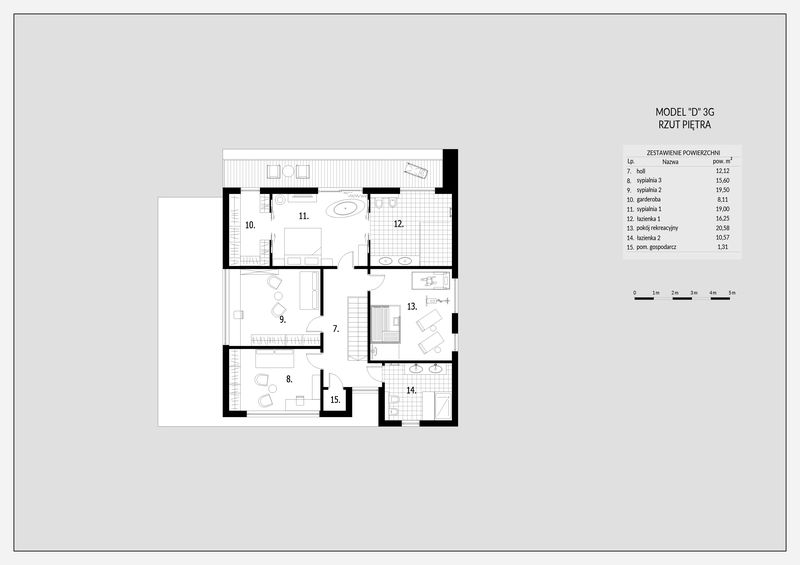 MODEL "D" 3G
RZUT PIĘTRA
ZESTAWIENIE POWIERZCHNI
Lp. Nazwa pow. m²
7. holl 12,12
8. sypialnia 3 15,60
9. sypialnia 2 19,50
10. garderoba 8,11
11. sypialnia 1 19,00
12. łazienka 1 16,25
13. pokój rekreacyjny 20,58
14. łazienka 2 10,57
15. pom. gospodarcz 1,31
0 1m 2m 3m 4m 5m
10.
11.
12.
13.
9.
7.
8.
15.
14.